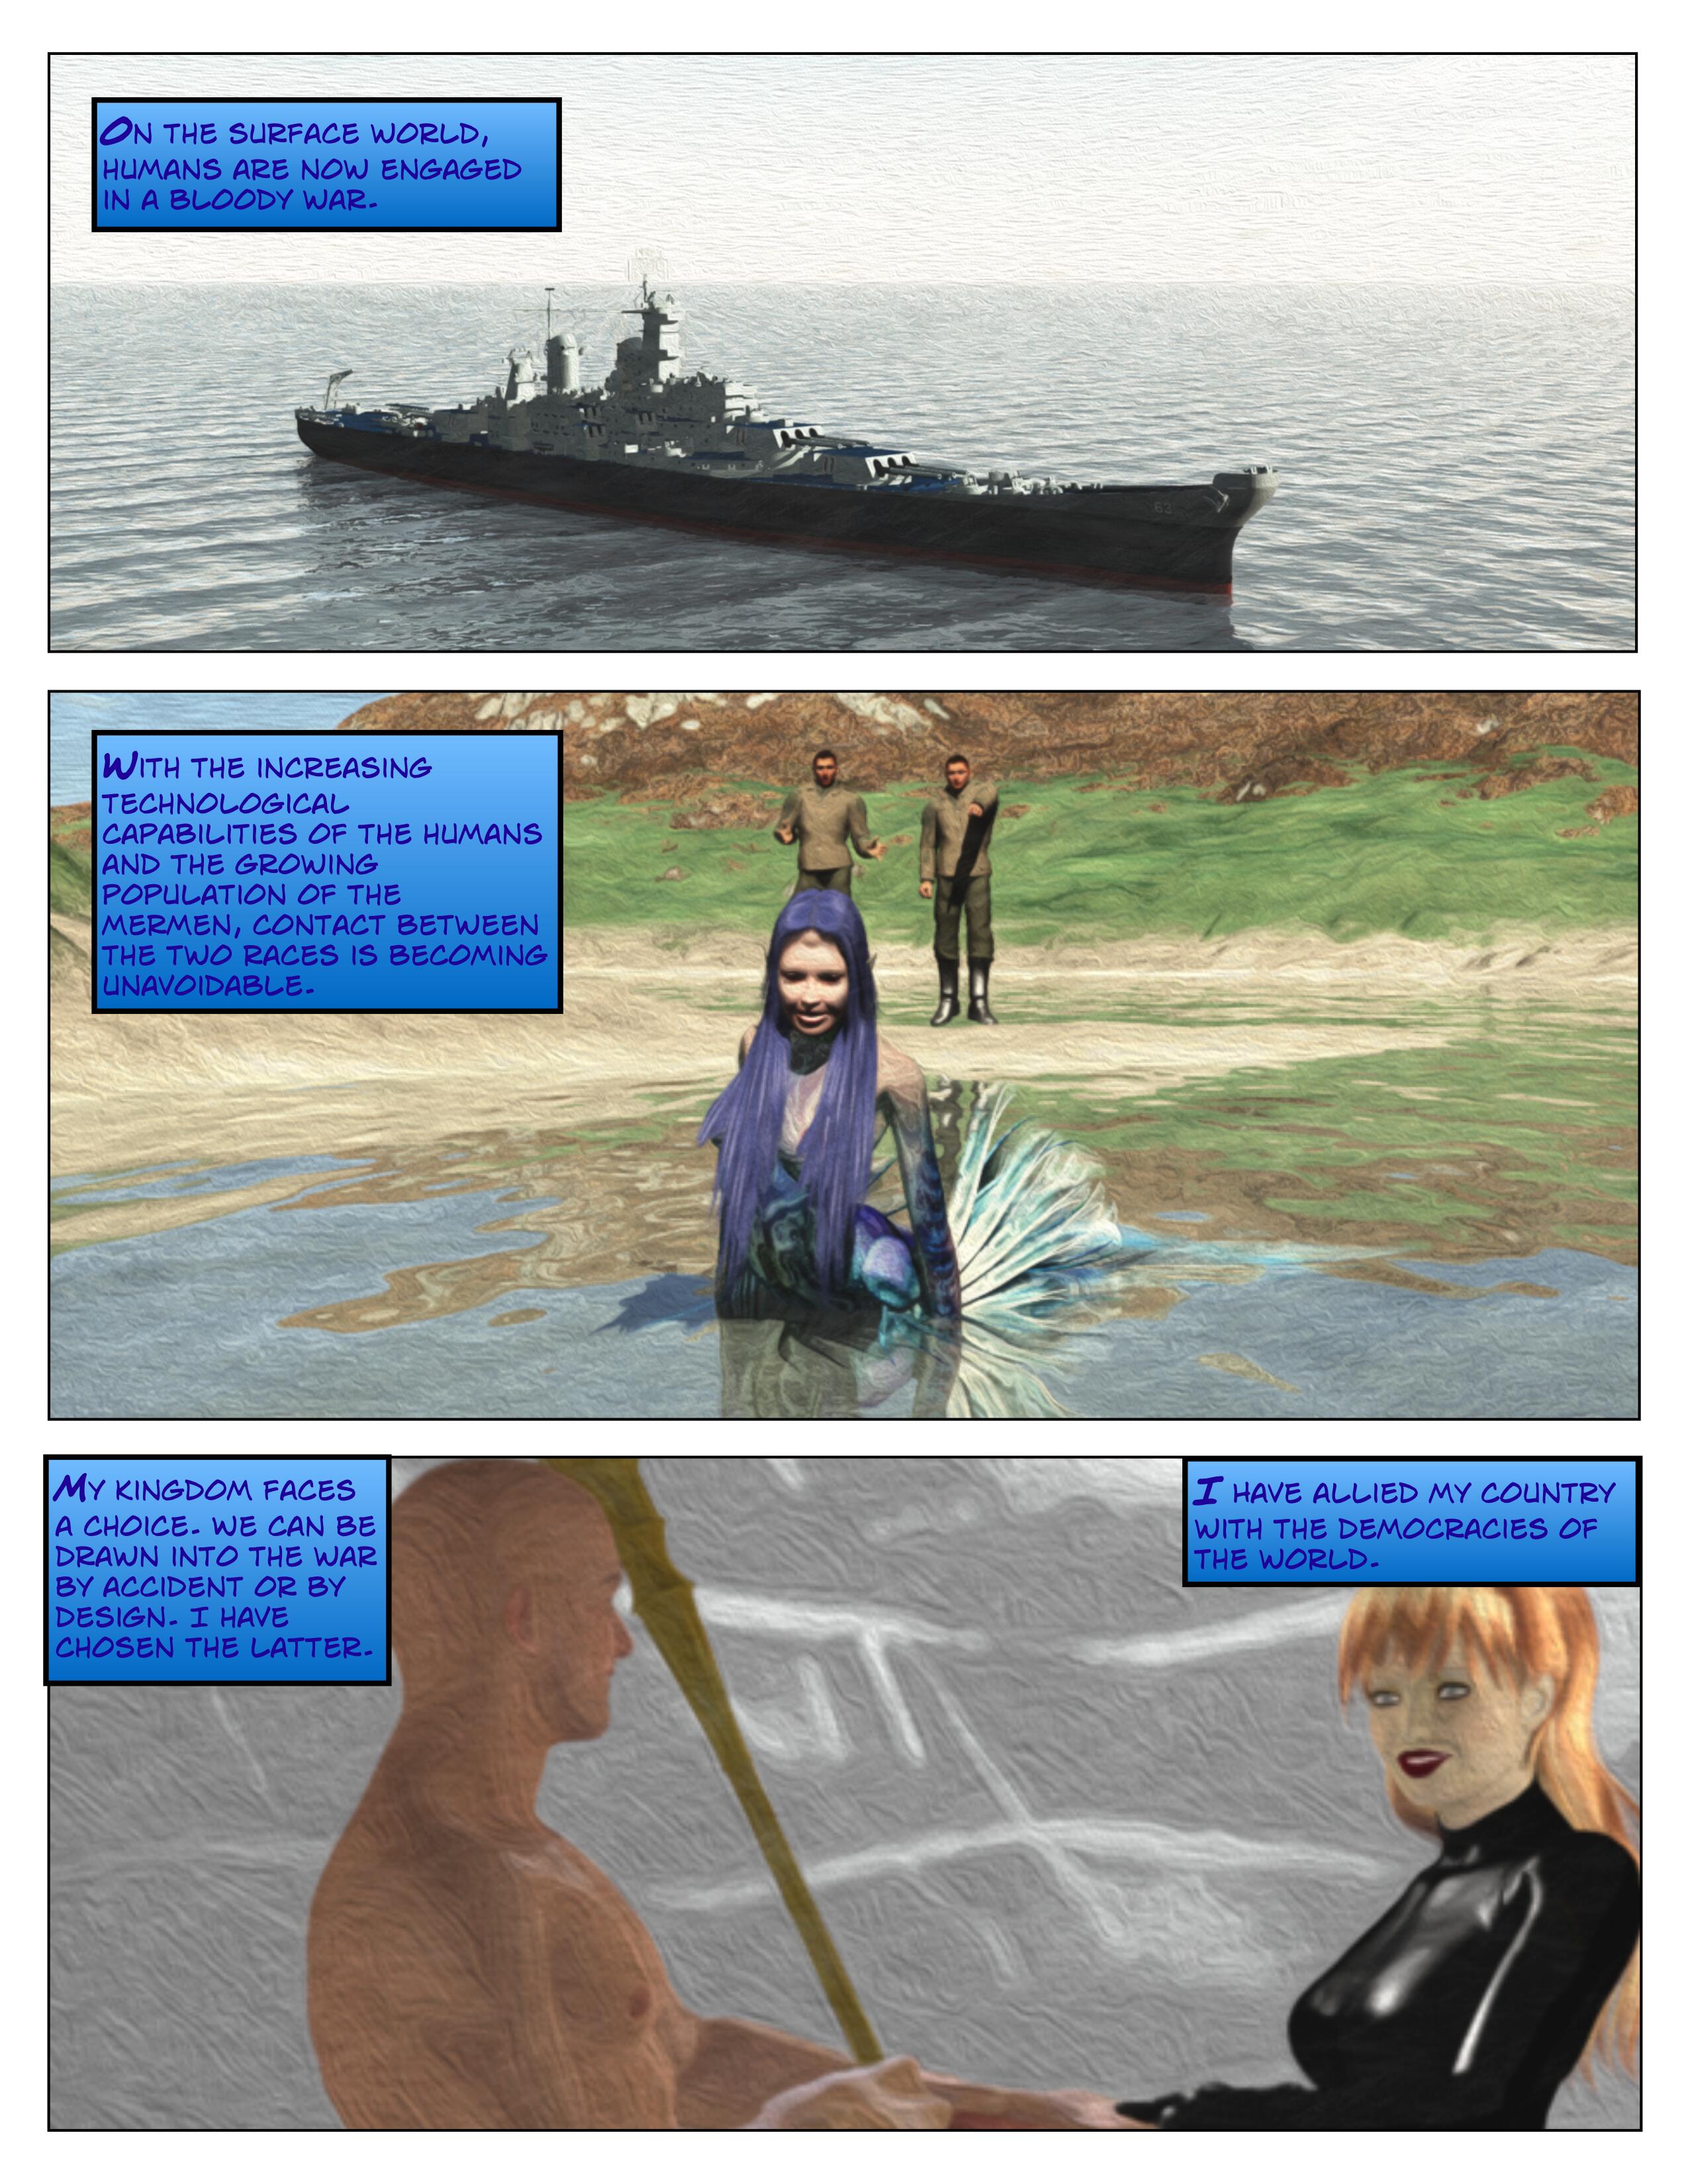 ON THE SURFACE WORLD,
HUMANS ARE NOW ENGAGED
IN A BLOODY WAR.
63
WITH THE INCREASING
TECHNOLOGICAL
CAPABILITIES OF THE HUMANS
AND THE GROWING
POPULATION OF THE
MERMEN, CONTACT BETWEEN
THE TWO RACES IS BECOMING
UNAVOIDABLE.
MY KINGDOM FACES
A CHOICE. WE CAN BE
DRAWN INTO THE WAR
BY ACCIDENT OR BY
DESIGN. I HAVE
CHOSEN THE LATTER.
I HAVE ALLIED MY COUNTRY
WITH THE DEMOCRACIES OF
THE WORLD.